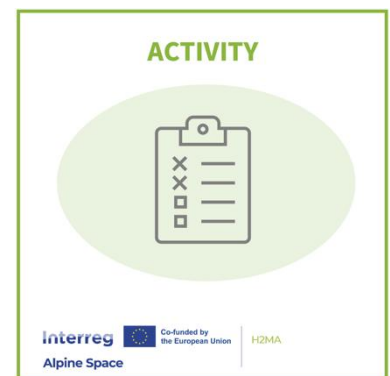 ACTIVITY
Interreg
Co-funded by
the European Union
H2MA
Alpine Space